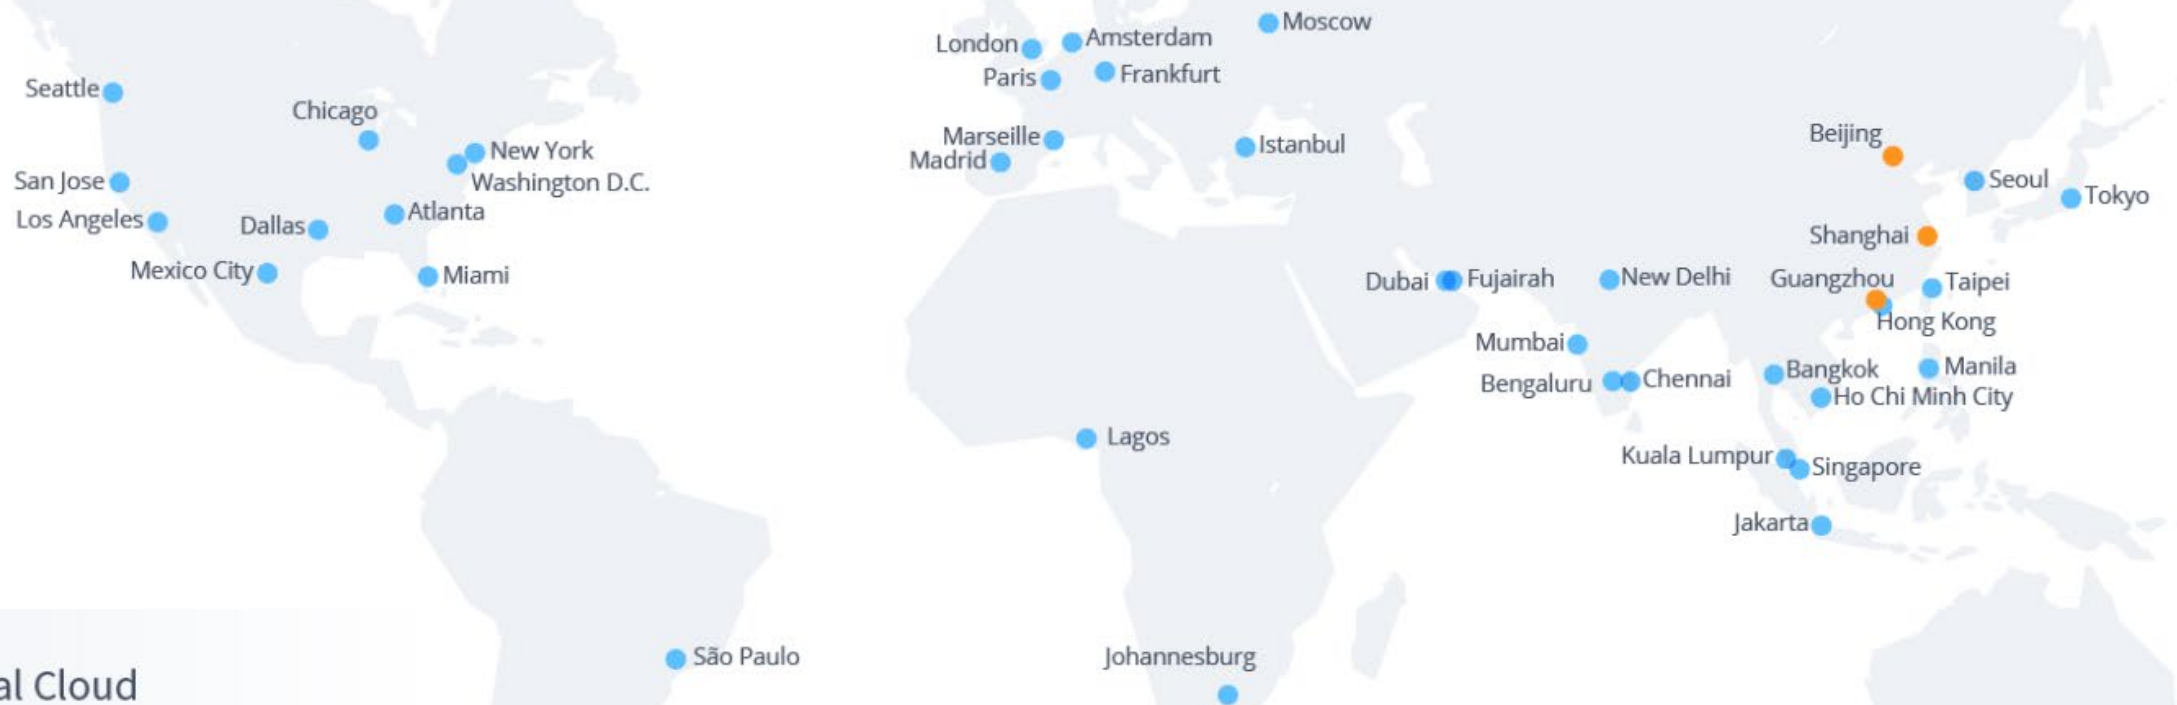 Moscow
London
Amsterdam
Paris
Frankfurt
Seattle
Chicago
Marseille
Istanbul
Madrid
Beijing
New York
Washington D.C.
San Jose
Seoul
Tokyo
Los Angeles
Dallas
Atlanta
Shanghai
Mexico City
Miami
Dubai
Fujairah
New Delhi
Guangzhou
Taipei
Hong Kong
Mumbai
Bengaluru
Chennai
Bangkok
Manila
Ho Chi Minh City
Lagos
Kuala Lumpur
Singapore
Jakarta
São Paulo
Johannesburg
al Cloud